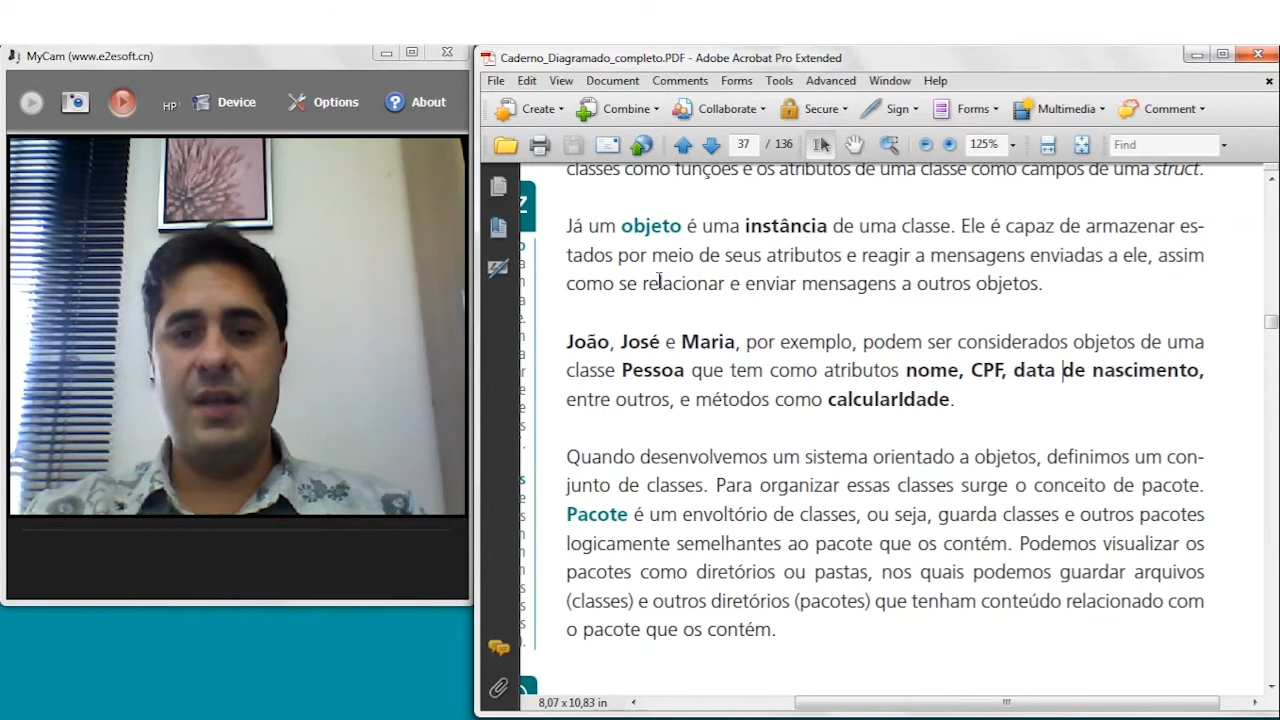 MyCam (www.e2esoft.cn)
HP
Device
Options
About
Caderno_Diagramado_completo.PDF - Adobe Acrobat Pro Extended
File Edit View Document Comments Forms Tools Advanced Window Help
Create Combine Collaborate Secure Sign Forms Multimedia Comment
37 / 136 125% Find
classes como funções e os atributos de uma classe como campos de uma struct.
Já um objeto é uma instância de uma classe. Ele é capaz de armazenar es-
tados por meio de seus atributos e reagir a mensagens enviadas a ele, assim
como se relacionar e enviar mensagens a outros objetos.
João, José e Maria, por exemplo, podem ser considerados objetos de uma
classe Pessoa que tem como atributos nome, CPF, data de nascimento,
entre outros, e métodos como calcularIdade.
Quando desenvolvemos um sistema orientado a objetos, definimos um con-
junto de classes. Para organizar essas classes surge o conceito de pacote.
Pacote é um envoltório de classes, ou seja, guarda classes e outros pacotes
logicamente semelhantes ao pacote que os contém. Podemos visualizar os
pacotes como diretórios ou pastas, nos quais podemos guardar arquivos
(classes) e outros diretórios (pacotes) que tenham conteúdo relacionado com
o pacote que os contém.
8,07 x 10,83 in